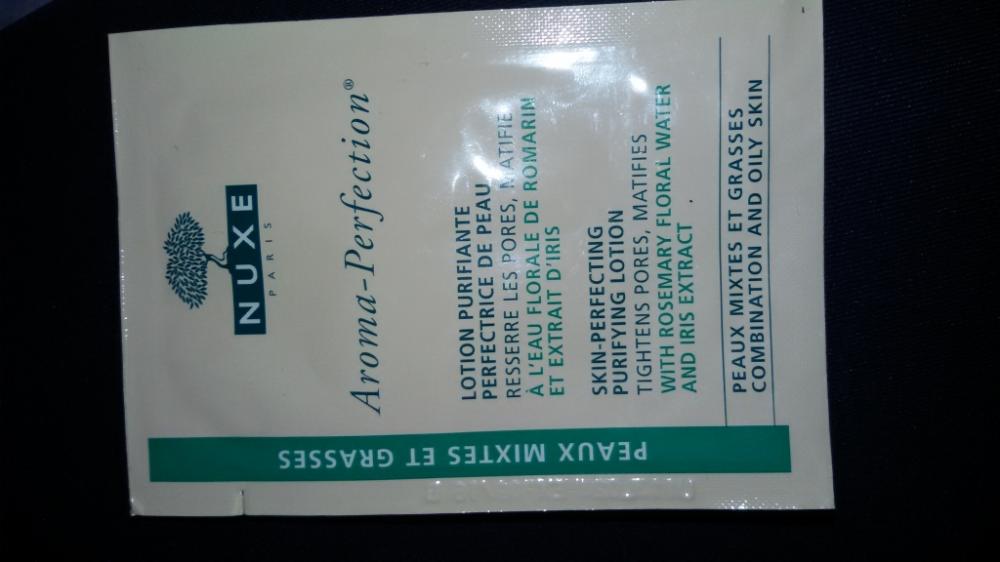 NUXE
PARIS
Aroma-Perfection®
LOTION PURIFIANTE
PERFECTRICE DE PEAU
RESSERRE LES PORES, MATIFIE
À L'EAU FLORALE DE ROMARIN
ET EXTRAIT D'IRIS
SKIN-PERFECTING
PURIFYING LOTION
TIGHTENS PORES, MATIFIES
WITH ROSEMARY FLORAL WATER
AND IRIS EXTRACT
PEAUX MIXTES ET GRASSES
COMBINATION AND OILY SKIN
PEAUX MIXTES ET GRASSES